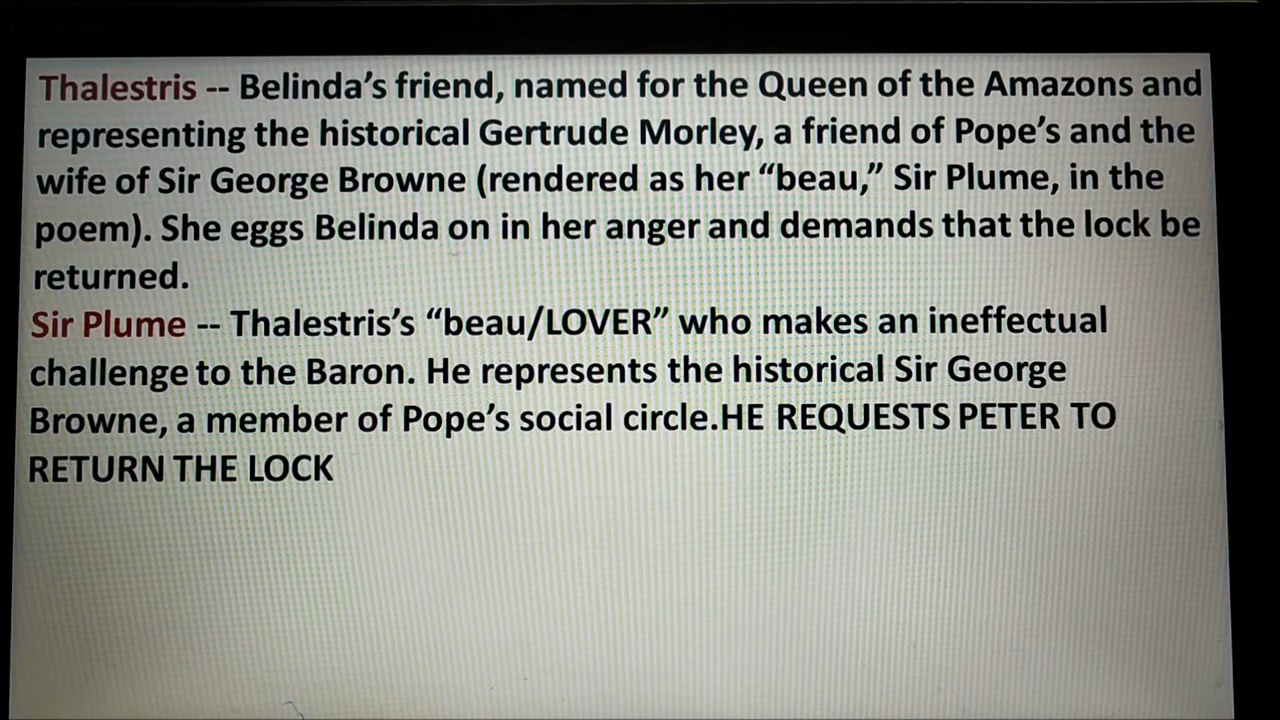 Thalestris -- Belinda’s friend, named for the Queen of the Amazons and
representing the historical Gertrude Morley, a friend of Pope’s and the
wife of Sir George Browne (rendered as her “beau,” Sir Plume, in the
poem). She eggs Belinda on in her anger and demands that the lock be
returned.
Sir Plume -- Thalestris’s “beau/LOVER” who makes an ineffectual
challenge to the Baron. He represents the historical Sir George
Browne, a member of Pope’s social circle.HE REQUESTS PETER TO
RETURN THE LOCK